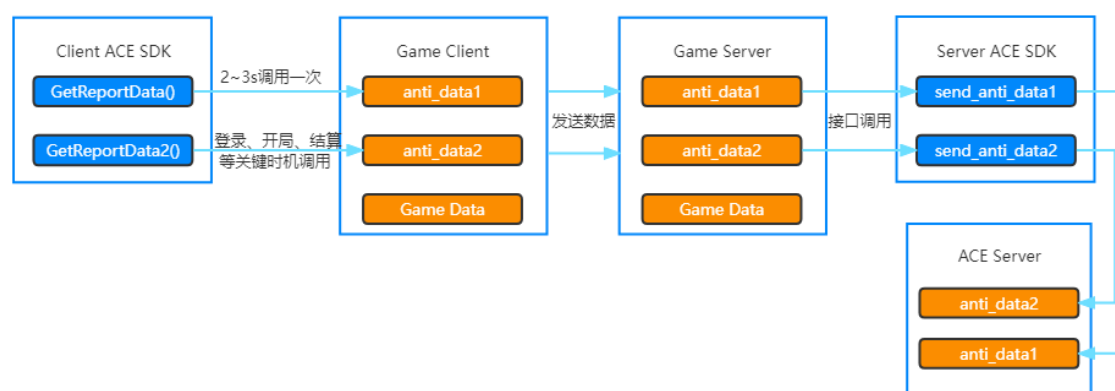 Client ACE SDK
GetReportData()
GetReportData2()
2~3s调用一次
登录、开局、结算
等关键时机调用
Game Client
anti_data1
anti_data2
Game Data
发送数据
Game Server
anti_data1
anti_data2
Game Data
接口调用
Server ACE SDK
send_anti_data1
send_anti_data2
ACE Server
anti_data2
anti_data1